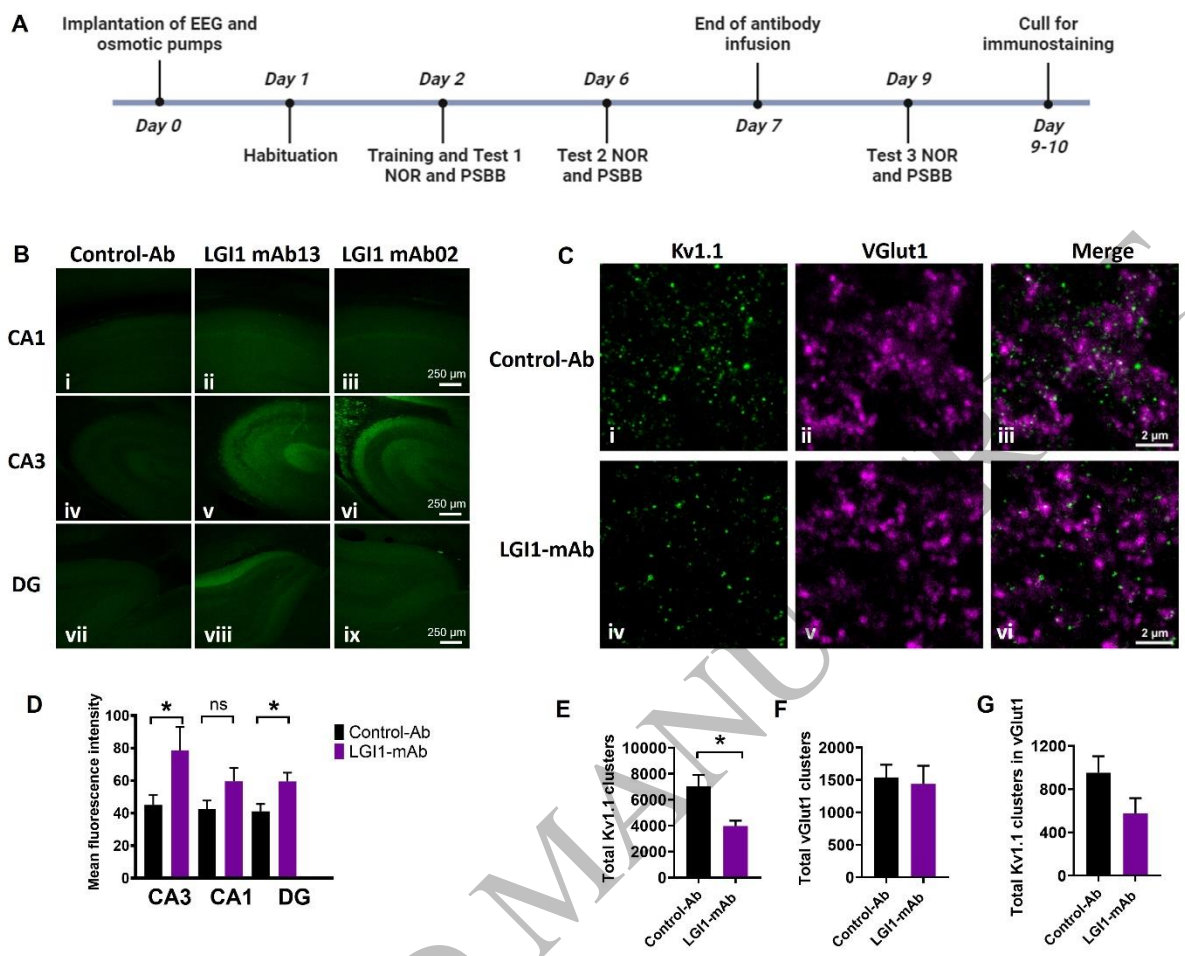 A
Implantation of EEG and
osmotic pumps
End of antibody
infusion
Cull for
immunostaining
Day 1
Day 2
Day 6
Day 9
Day 0
Day 7
Day
9-10
Habituation
Training and Test 1
NOR and PSBB
Test 2 NOR
and PSBB
Test 3 NOR
and PSBB
B
Control-Ab LGI1 mAb13 LGI1 mAb02
CA1
i ii iii 250 µm
CA3
iv v vi 250 µm
DG
vii viii ix 250 µm
C
Kv1.1 VGlut1 Merge
Control-Ab
i ii iii 2 µm
LGI1-mAb
iv v vi 2 µm
D
Mean fluorescence intensity
100
80
60
40
20
0
* ns *
CA3 CA1 DG
Control-Ab
LGI1-mAb
E
Total Kv1.1 clusters
10000
8000
6000
4000
2000
0
*
Control-Ab
LGI1-mAb
F
Total vGlut1 clusters
2000
1500
1000
500
0
Control-Ab
LGI1-mAb
G
Total Kv1.1 clusters in vGlut1
1200
800
400
0
Control-Ab
LGI1-mAb